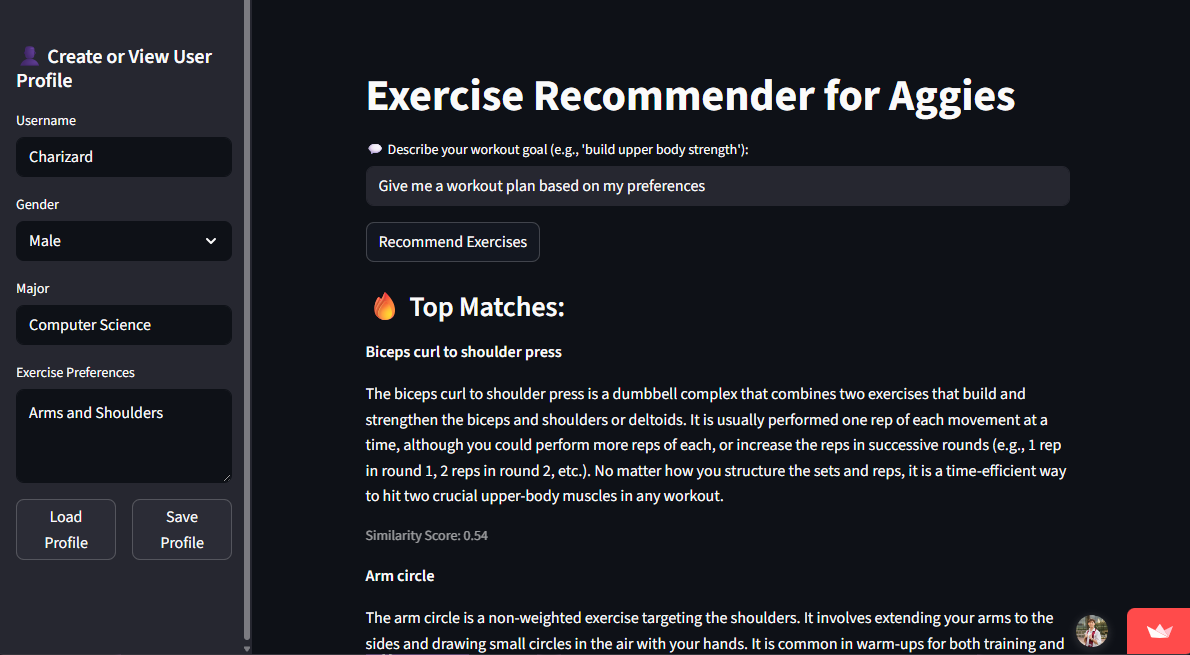 Create or View User
Profile
Username
Charizard
Gender
Male
Major
Computer Science
Exercise Preferences
Arms and Shoulders
Load
Profile
Save
Profile
Exercise Recommender for Aggies
Describe your workout goal (e.g., 'build upper body strength'):
Give me a workout plan based on my preferences
Recommend Exercises
Top Matches:
Biceps curl to shoulder press
The biceps curl to shoulder press is a dumbbell complex that combines two exercises that build and
strengthen the biceps and shoulders or deltoids. It is usually performed one rep of each movement at a
time, although you could perform more reps of each, or increase the reps in successive rounds (e.g., 1 rep
in round 1, 2 reps in round 2, etc.). No matter how you structure the sets and reps, it is a time-efficient way
to hit two crucial upper-body muscles in any workout.
Similarity Score: 0.54
Arm circle
The arm circle is a non-weighted exercise targeting the shoulders. It involves extending your arms to the
sides and drawing small circles in the air with your hands. It is common in warm-ups for both training and